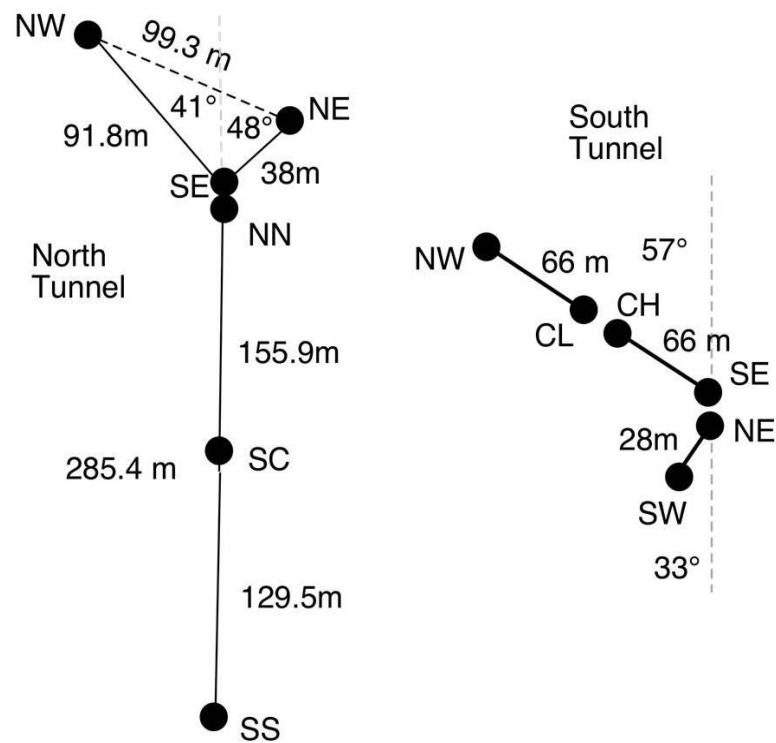 NW
99.3 m
41°
48°
NE
91.8m
38m
SE
NN
North
Tunnel
155.9m
285.4 m
SC
129.5m
SS
South
Tunnel
57°
NW
66 m
CH
CL
66 m
SE
NE
28m
SW
33°